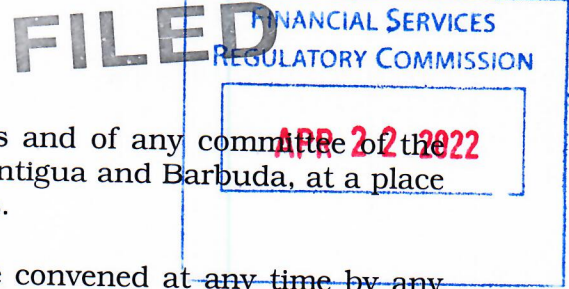 FILED
FINANCIAL SERVICES
REGULATORY COMMISSION
APR 22 2022
s and of any committee of the
ntigua and Barbuda, at a place
convened at any time by any